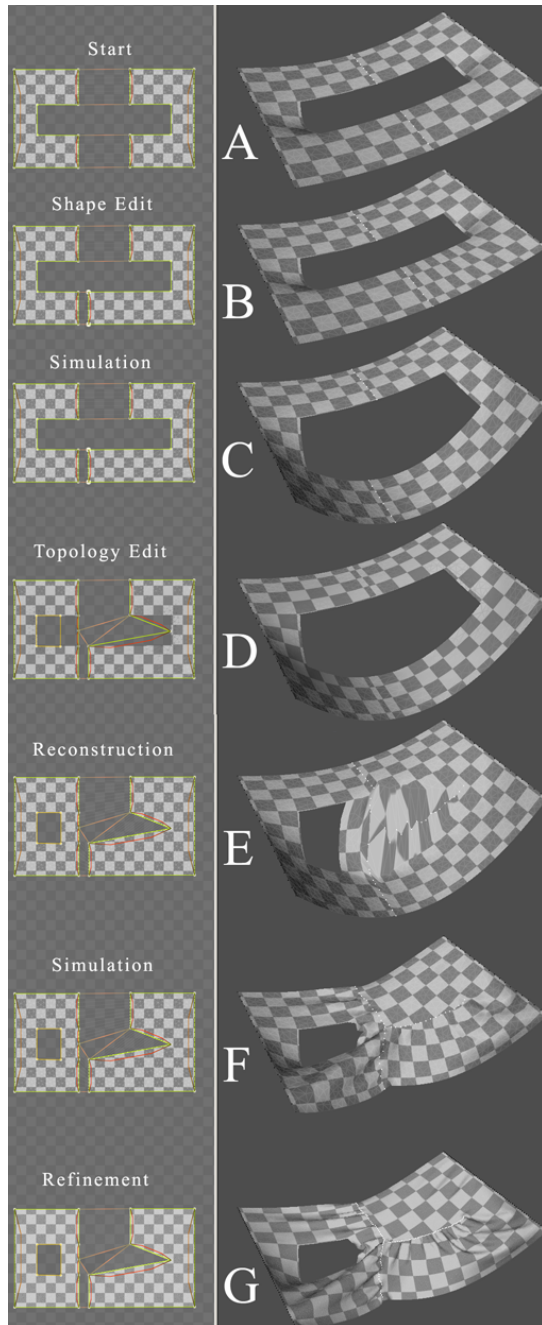 Start
A
Shape Edit
B
Simulation
C
Topology Edit
D
Reconstruction
E
Simulation
F
Refinement
G